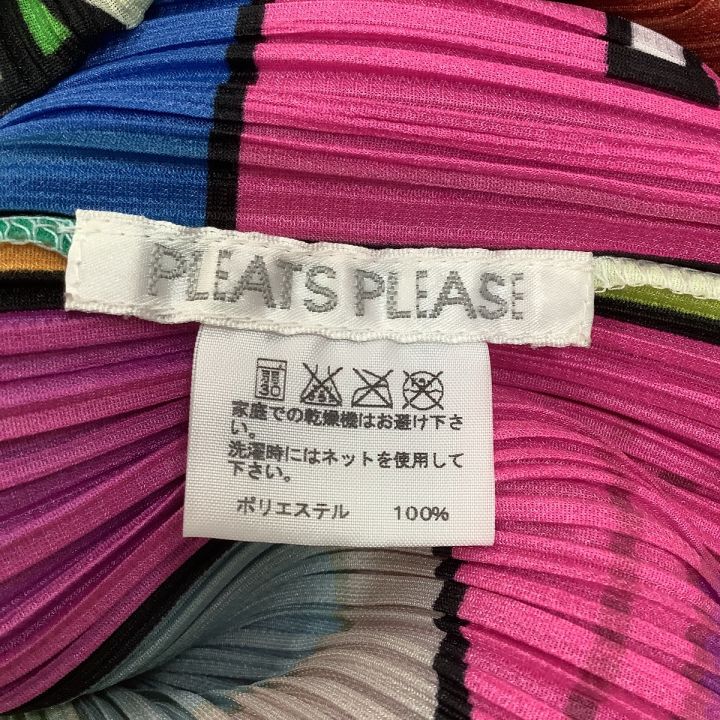 PLEATS PLEASE
弱 30
家庭での乾燥機はお避け下さ
い。
洗濯時にはネットを使用して
下さい。
ポリエステル 100%